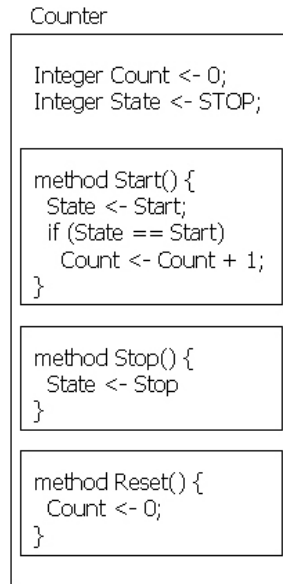 Counter
Integer Count <- 0;
Integer State <- STOP;
method Start() {
State <- Start;
if (State == Start)
Count <- Count + 1;
}
method Stop() {
State <- Stop
}
method Reset() {
Count <- 0;
}